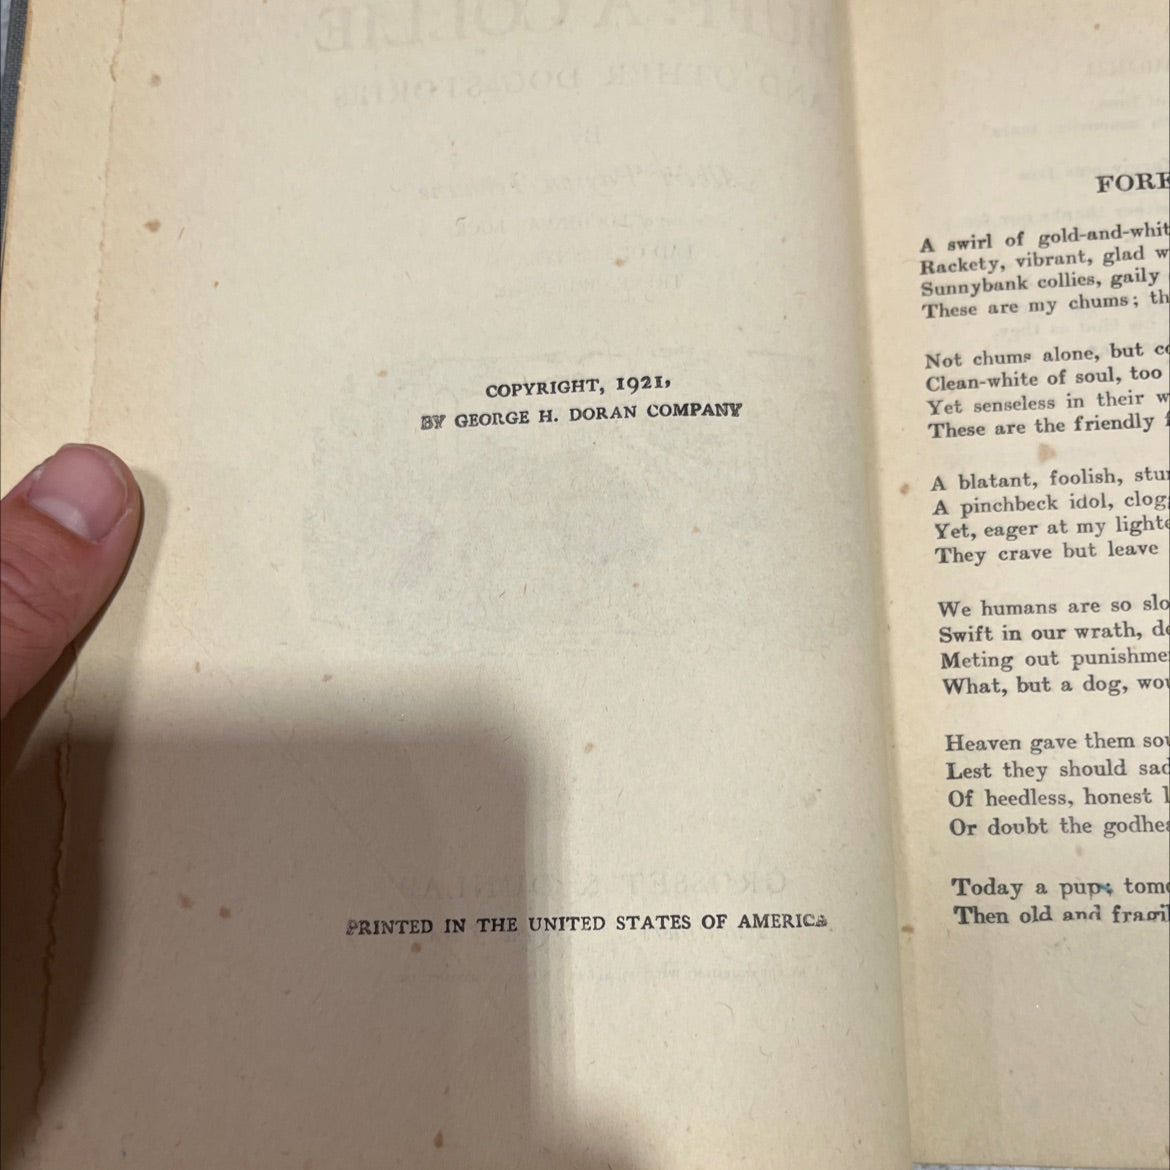 COPYRIGHT, 1921,
BY GEORGE H. DORAN COMPANY
PRINTED IN THE UNITED STATES OF AMERICA
FORE
A swirl of gold-and-whit
Rackety, vibrant, glad w
Sunnybank collies, gaily
These are my chums; th
Not chums alone, but co
Clean-white of soul, too
Yet senseless in their w
These are the friendly f
A blatant, foolish, stu
A pinchbeck idol, clog
Yet, eager at my light
They crave but leave
We humans are so slo
Swift in our wrath, de
Meting out punishme
What, but a dog, wo
Heaven gave them so
Lest they should sad
Of heedless, honest l
Or doubt the godhe
Today a pup; tomo
Then old and fragil